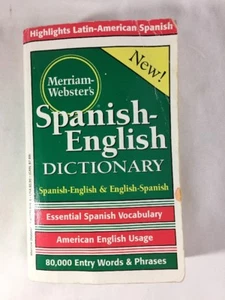 Highlights Latin-American Spanish
New!
Merriam-
Webster's
Spanish-
English
DICTIONARY
Spanish-English & English-Spanish
Essential Spanish Vocabulary
American English Usage
80,000 Entry Words & Phrases